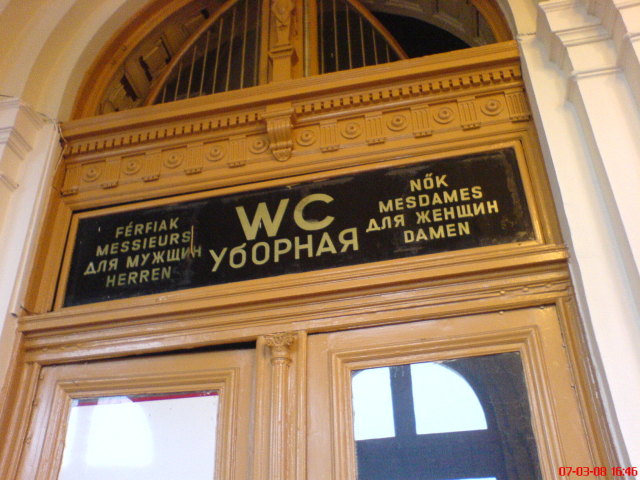 FÉRFIAK
MESSIEURS
ДЛЯ МУЖЩИН
HERREN
WC
УБОРНАЯ
NŐK
MESDAMES
ДЛЯ ЖЕНЩИН
DAMEN
07-03-08 16:46